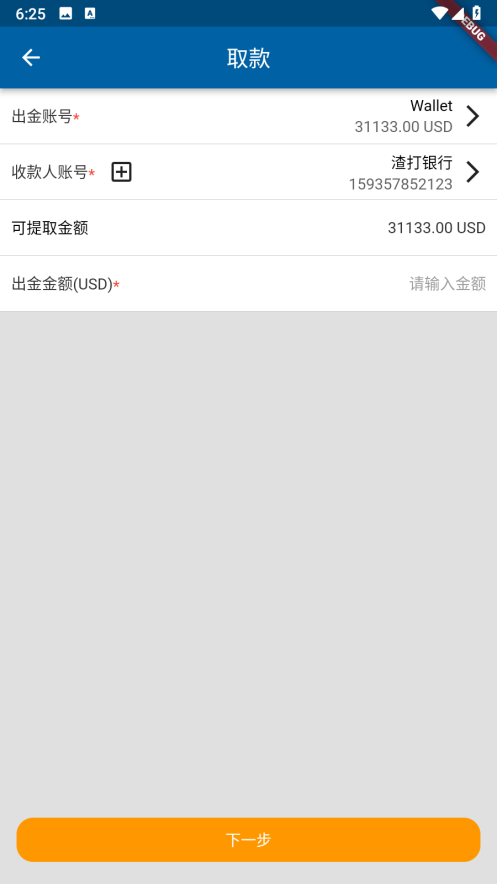 6:25
DEBUG
取款
出金账号*
Wallet
31133.00 USD
收款人账号*
渣打银行
159357852123
可提取金额
31133.00 USD
出金金额(USD)*
请输入金额
下一步